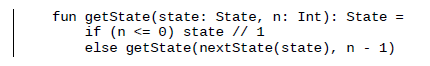 fun getState(state: State, n: Int): State =
if (n <= 0) state // 1
else getState(nextState(state), n - 1)